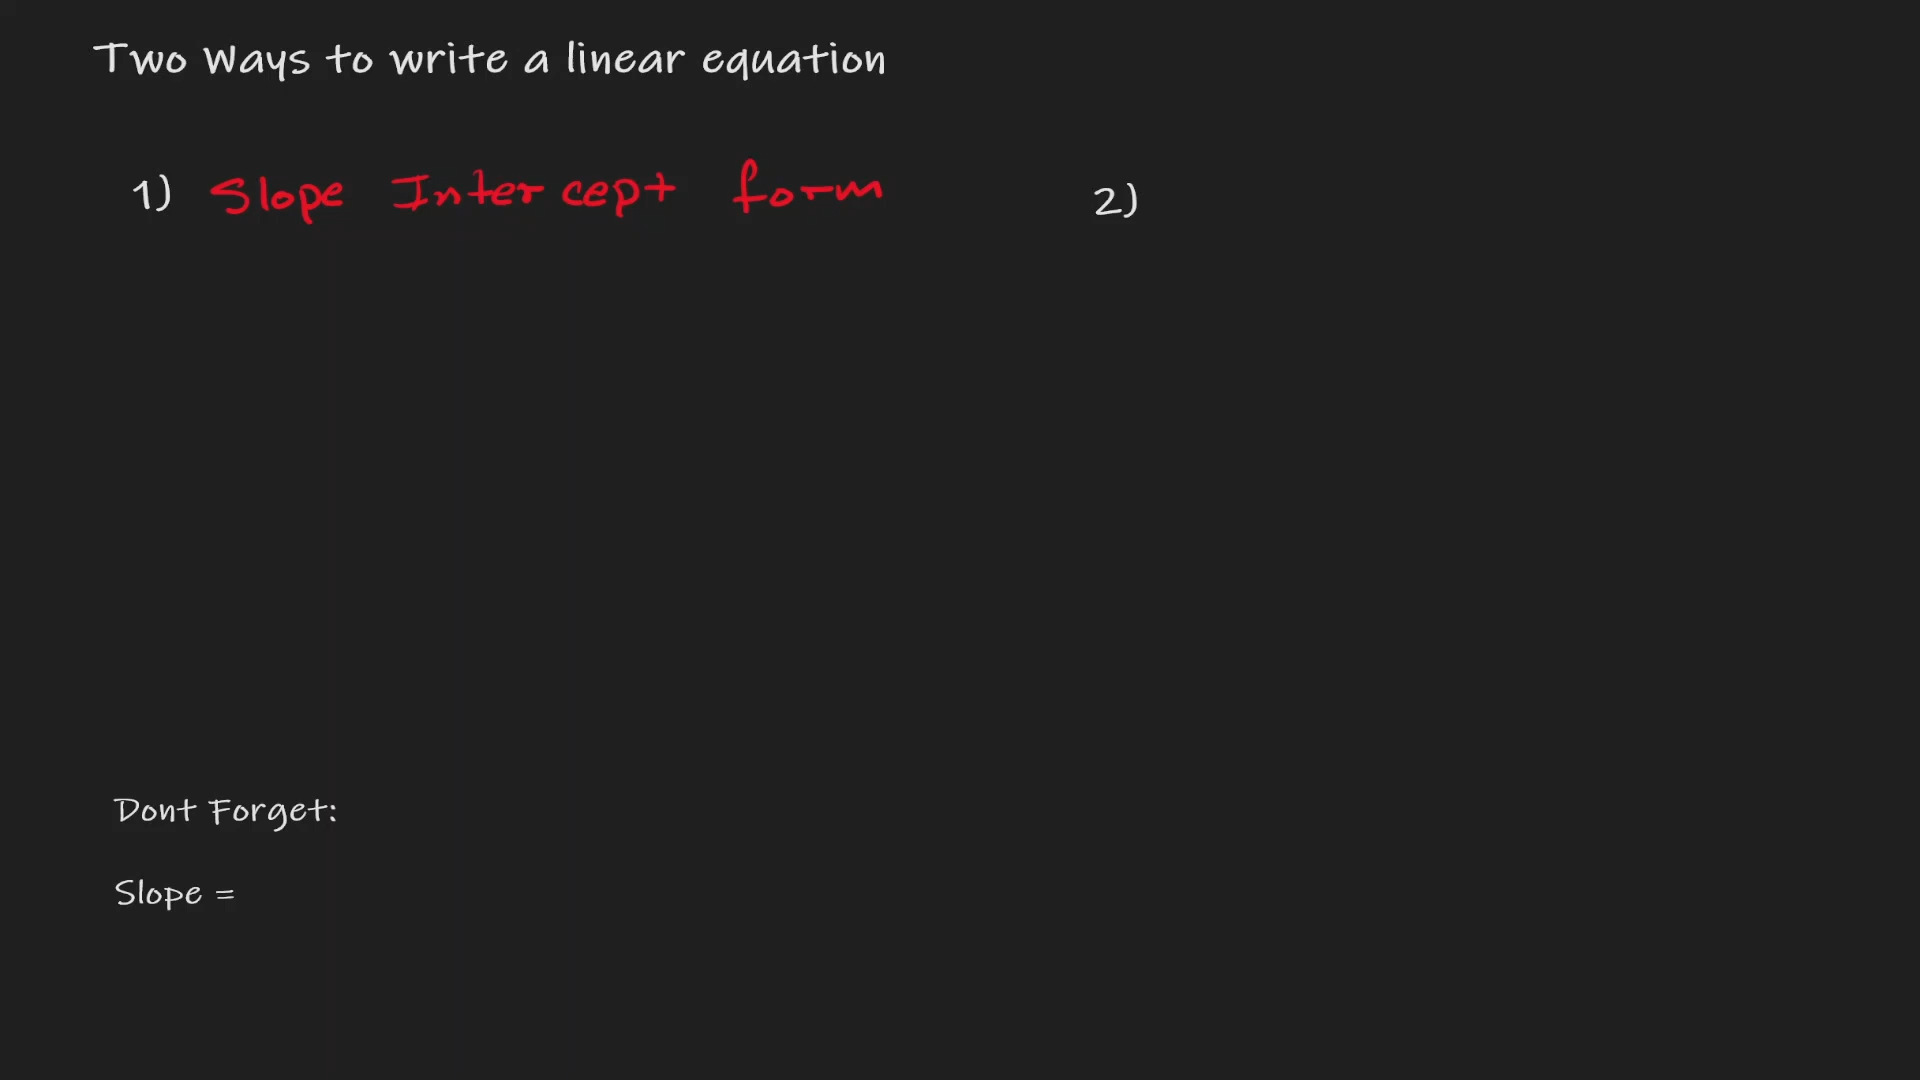 Two Ways to write a linear equation
1) Slope Intercept form
2)
Dont Forget:
Slope =